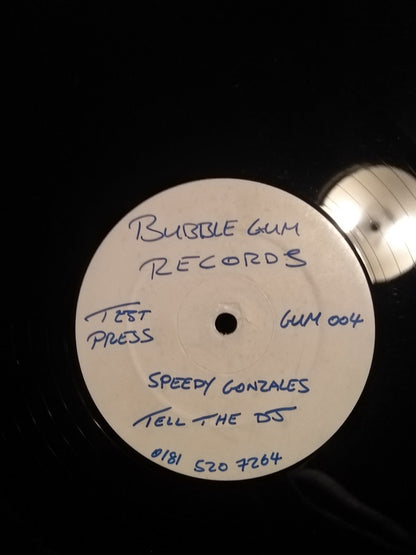 BUBBLE GUM
RECORDS
TEST
PRESS
GUM 004
SPEEDY GONZALES
TELL THE DJ
0181 520 7264